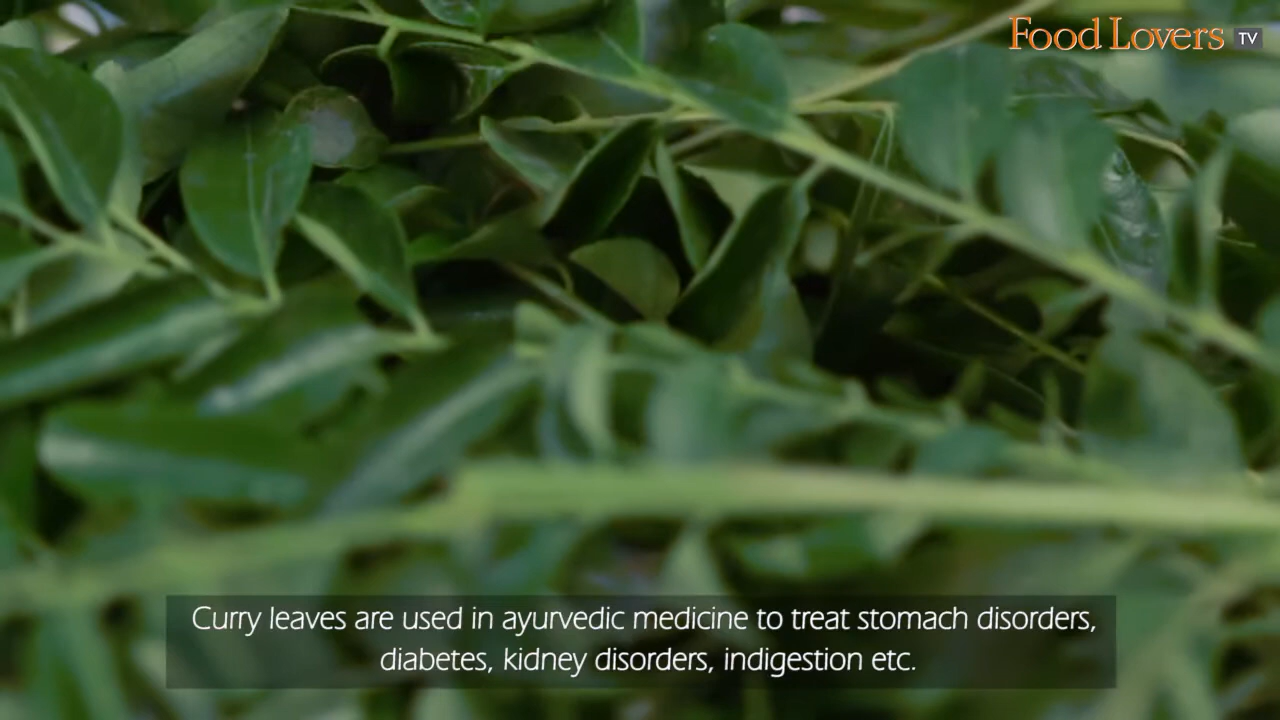 Food Lovers TV
Curry leaves are used in ayurvedic medicine to treat stomach disorders,
diabetes, kidney disorders, indigestion etc.